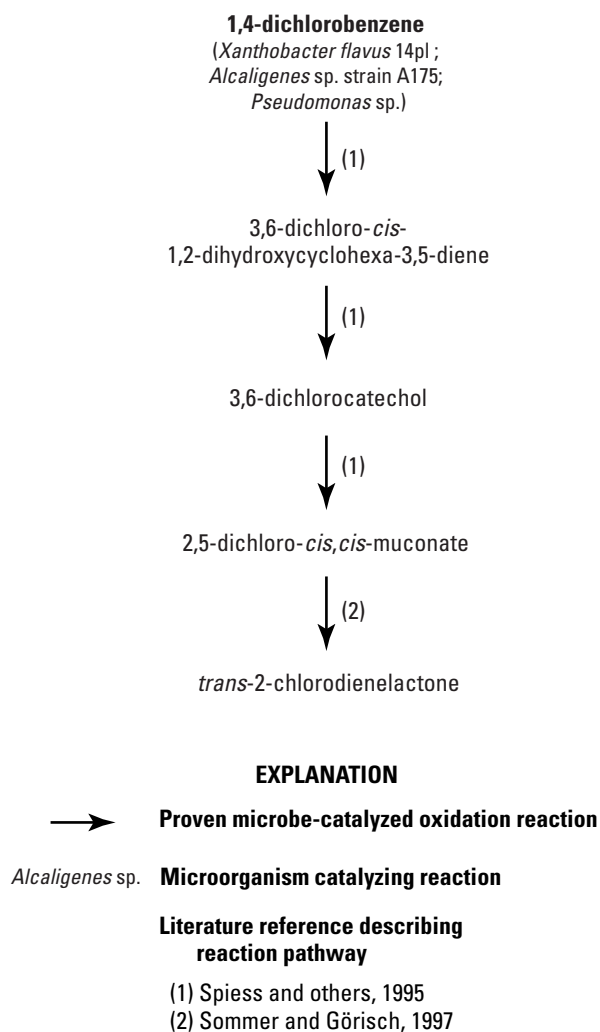 1,4-dichlorobenzene
(Xanthobacter flavus 14pl ;
Alcaligenes sp. strain A175;
Pseudomonas sp.)
(1)
3,6-dichloro-cis-
1,2-dihydroxycyclohexa-3,5-diene
(1)
3,6-dichlorocatechol
(1)
2,5-dichloro-cis,cis-muconate
(2)
trans-2-chlorodienelactone
EXPLANATION
Proven microbe-catalyzed oxidation reaction
Alcaligenes sp. Microorganism catalyzing reaction
Literature reference describing
reaction pathway
(1) Spiess and others, 1995
(2) Sommer and Görisch, 1997